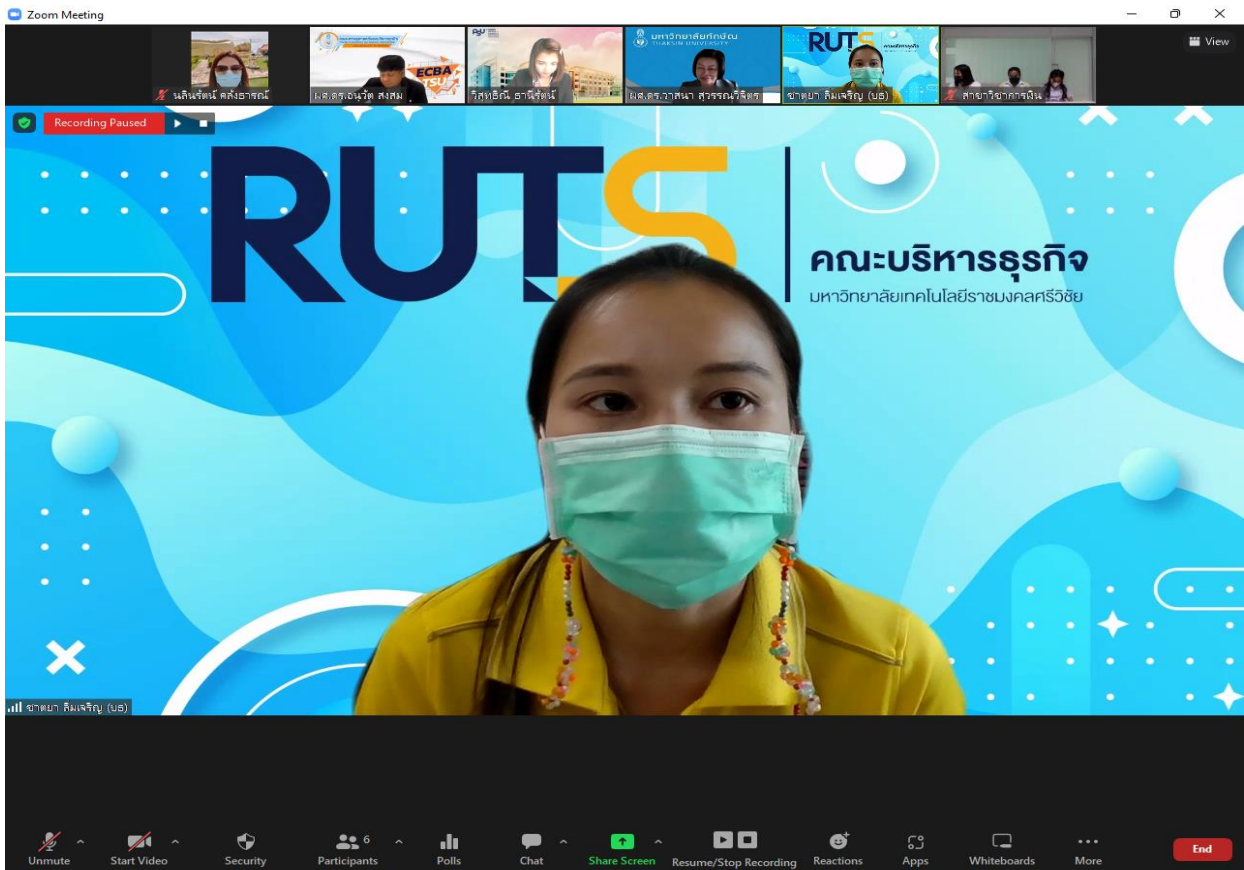 Zoom Meeting
View
ECBA
TSU
PSU
มหาวิทยาลัยทักษิณ
THAKSIN UNIVERSITY
RUTS
นลินรัตน์ คลังธารณ์
ผศ.ดร.อนุวัต สงสม
วิสุทธิณี ธานีรัตน์
ผศ.ดร.วาสนา สุวรรณวิจิตร
ชาตยา ลิมเจริญ (บธ)
สาขาวิชาการเงิน
Recording Paused
RUTS
คณะบริหารธุรกิจ
มหาวิทยาลัยเทคโนโลยีราชมงคลศรีวิชัย
ชาตยา ลิมเจริญ (บธ)
6
Unmute
Start Video
Security
Participants
Polls
Chat
Share Screen
Resume/Stop Recording
Reactions
Apps
Whiteboards
More
End